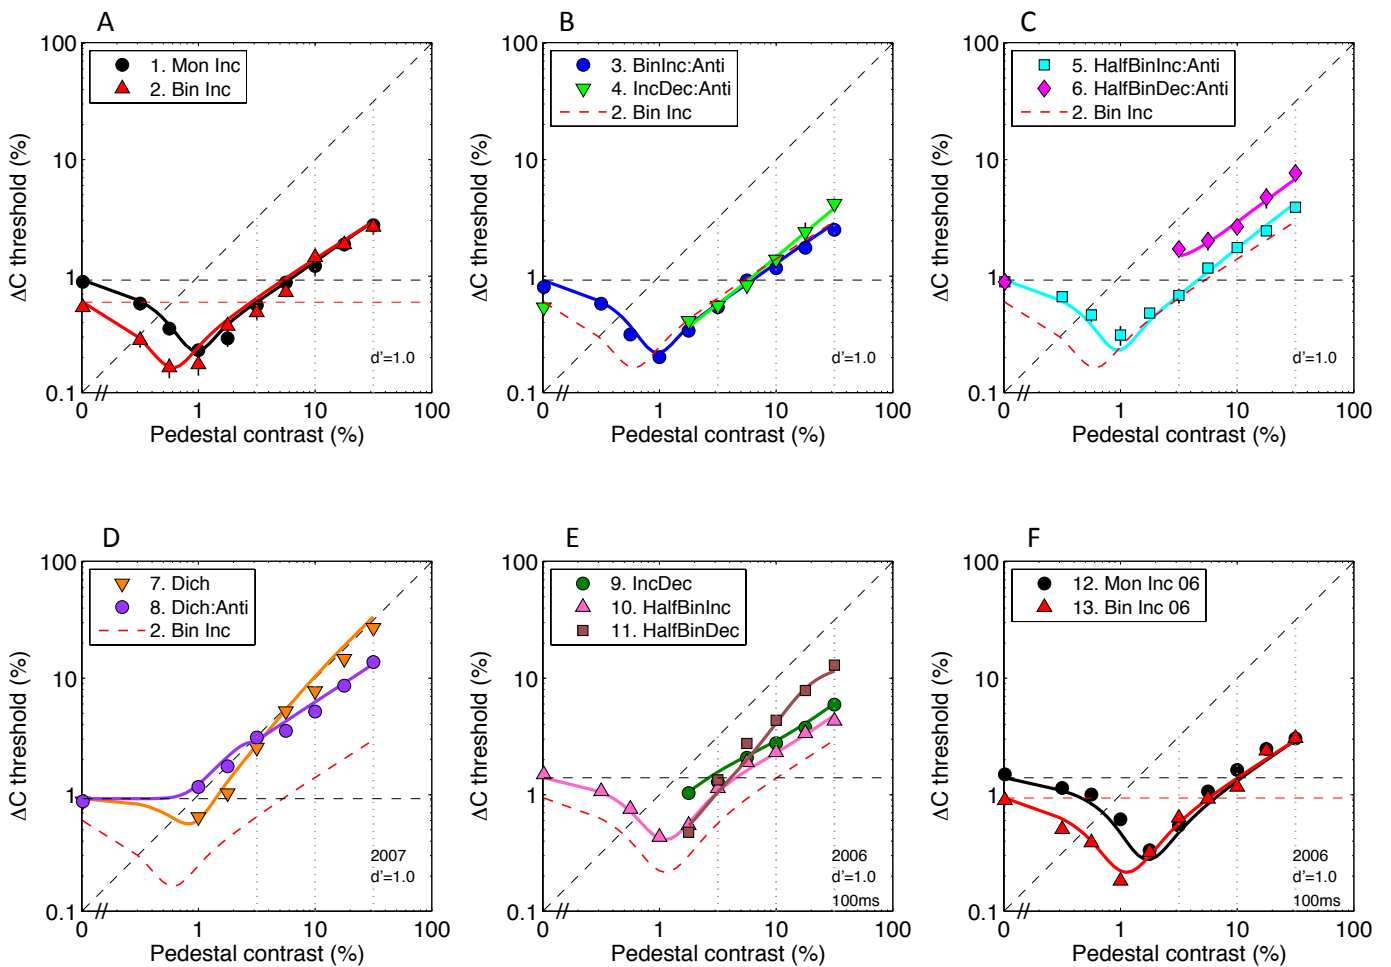 A
100
10
1
0.1
ΔC threshold (%)
1. Mon Inc
2. Bin Inc
d'=1.0
0
1
10
100
Pedestal contrast (%)
B
100
10
1
0.1
ΔC threshold (%)
3. BinInc:Anti
4. IncDec:Anti
2. Bin Inc
d'=1.0
0
1
10
100
Pedestal contrast (%)
C
100
10
1
0.1
ΔC threshold (%)
5. HalfBinInc:Anti
6. HalfBinDec:Anti
2. Bin Inc
d'=1.0
0
1
10
100
Pedestal contrast (%)
D
100
10
1
0.1
ΔC threshold (%)
7. Dich
8. Dich:Anti
2. Bin Inc
2007
d'=1.0
0
1
10
100
Pedestal contrast (%)
E
100
10
1
0.1
ΔC threshold (%)
9. IncDec
10. HalfBinInc
11. HalfBinDec
2006
d'=1.0
100ms
0
1
10
100
Pedestal contrast (%)
F
100
10
1
0.1
ΔC threshold (%)
12. Mon Inc 06
13. Bin Inc 06
2006
d'=1.0
100ms
0
1
10
100
Pedestal contrast (%)